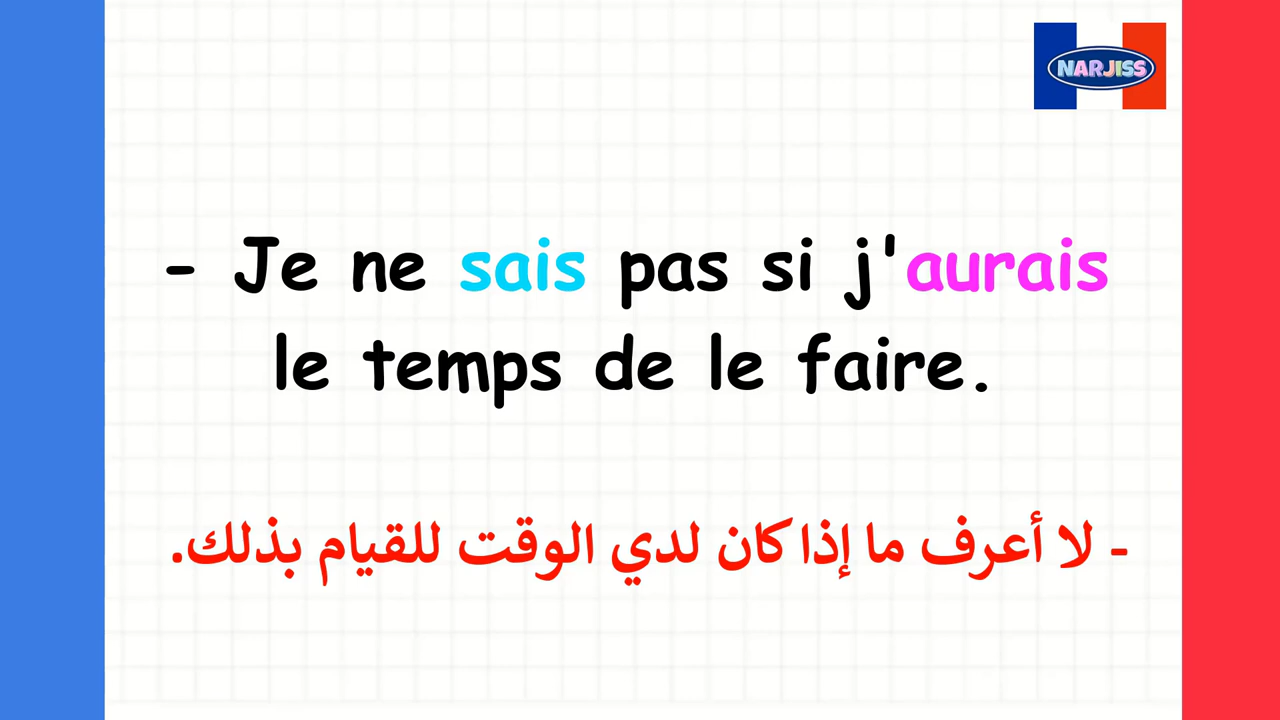 NARJISS
- Je ne sais pas si j'aurais
le temps de le faire.
- لا أعرف ما إذا كان لدي الوقت للقيام بذلك.